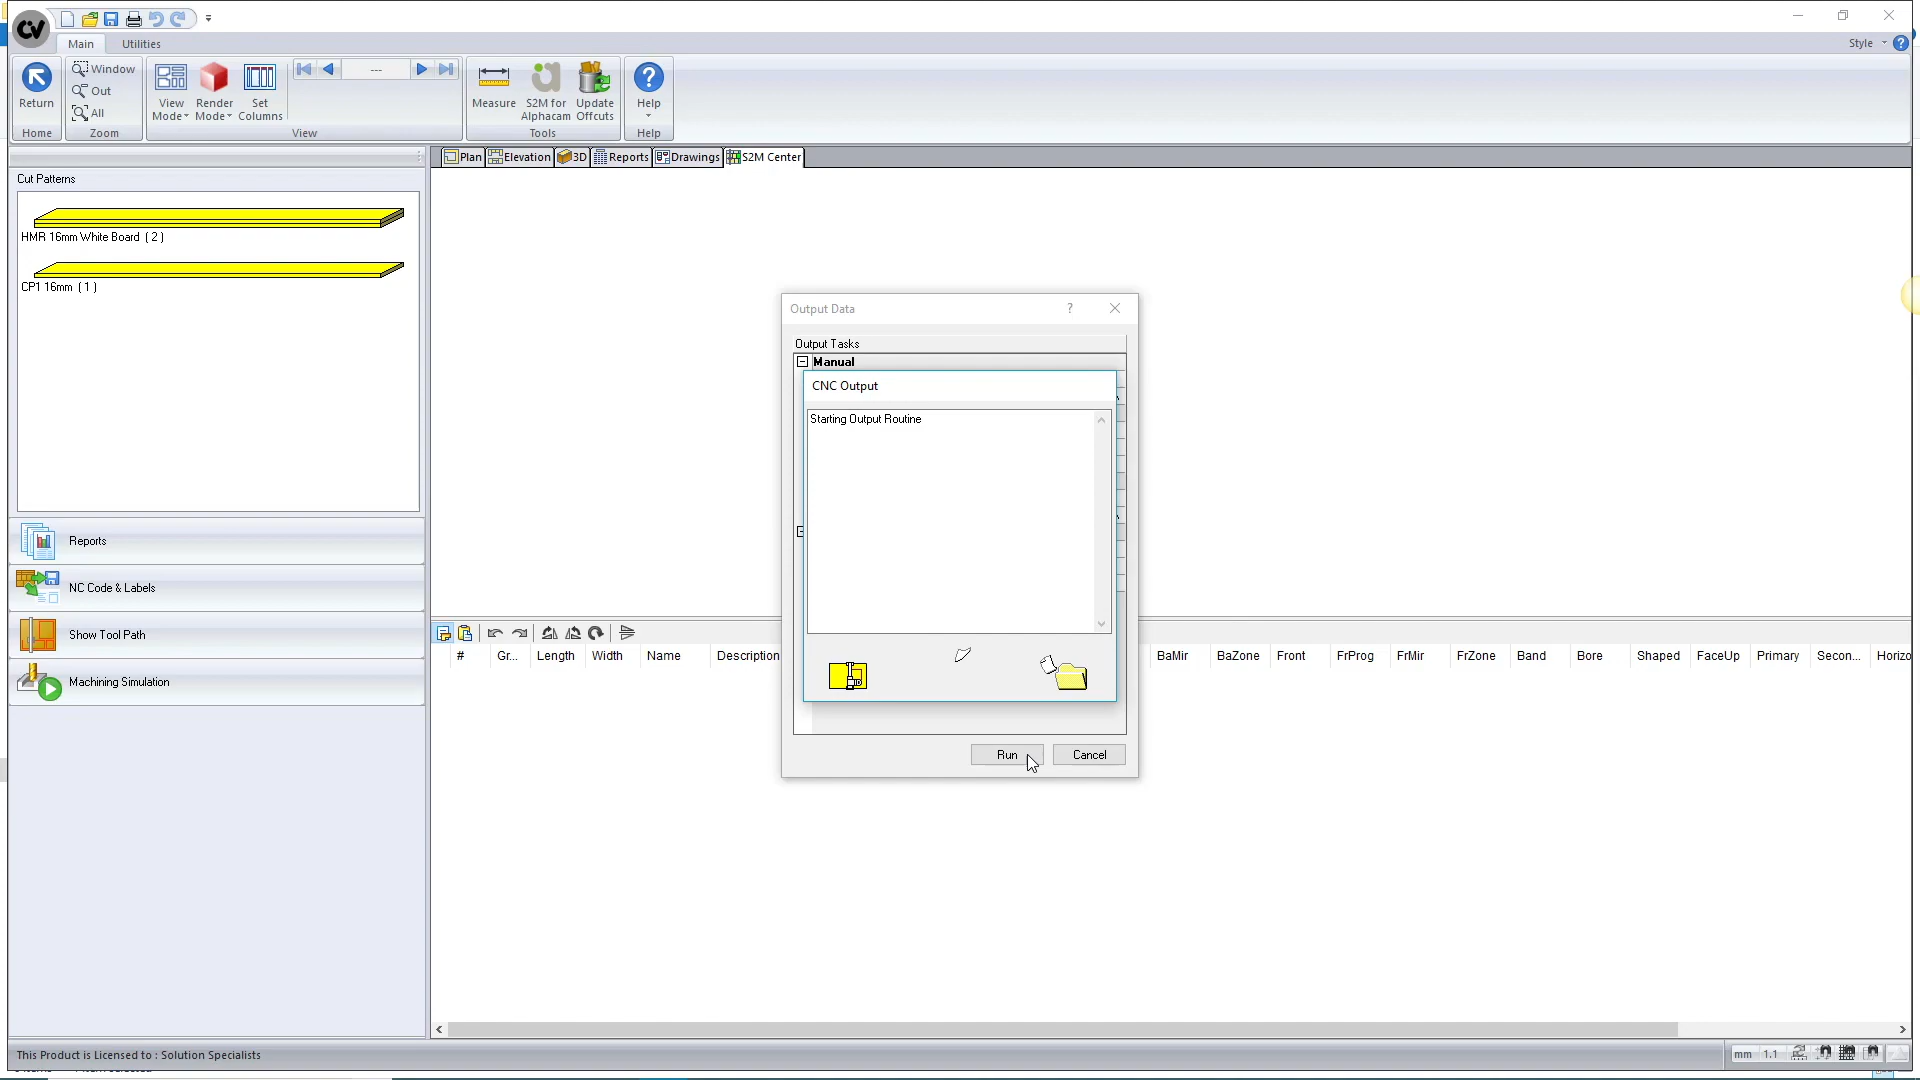 CV
Main
Utilities
Style
Return
Home
Window
Out
All
Zoom
View
Mode
Render
Mode
Set
Columns
---
View
Measure
S2M for
Alphacam
Update
Offcuts
Tools
Help
Help
Plan
Elevation
3D
Reports
Drawings
S2M Center
Cut Patterns
HMR 16mm White Board ( 2 )
CP1 16mm ( 1 )
Reports
NC Code & Labels
Show Tool Path
Machining Simulation
Output Data
?
Output Tasks
Manual
CNC Output
Starting Output Routine
Run
Cancel
# Gr... Length Width Name Description BaMir BaZone Front FrProg FrMir FrZone Band Bore Shaped FaceUp Primary Secon... Horizo
This Product is Licensed to : Solution Specialists
mm 1.1